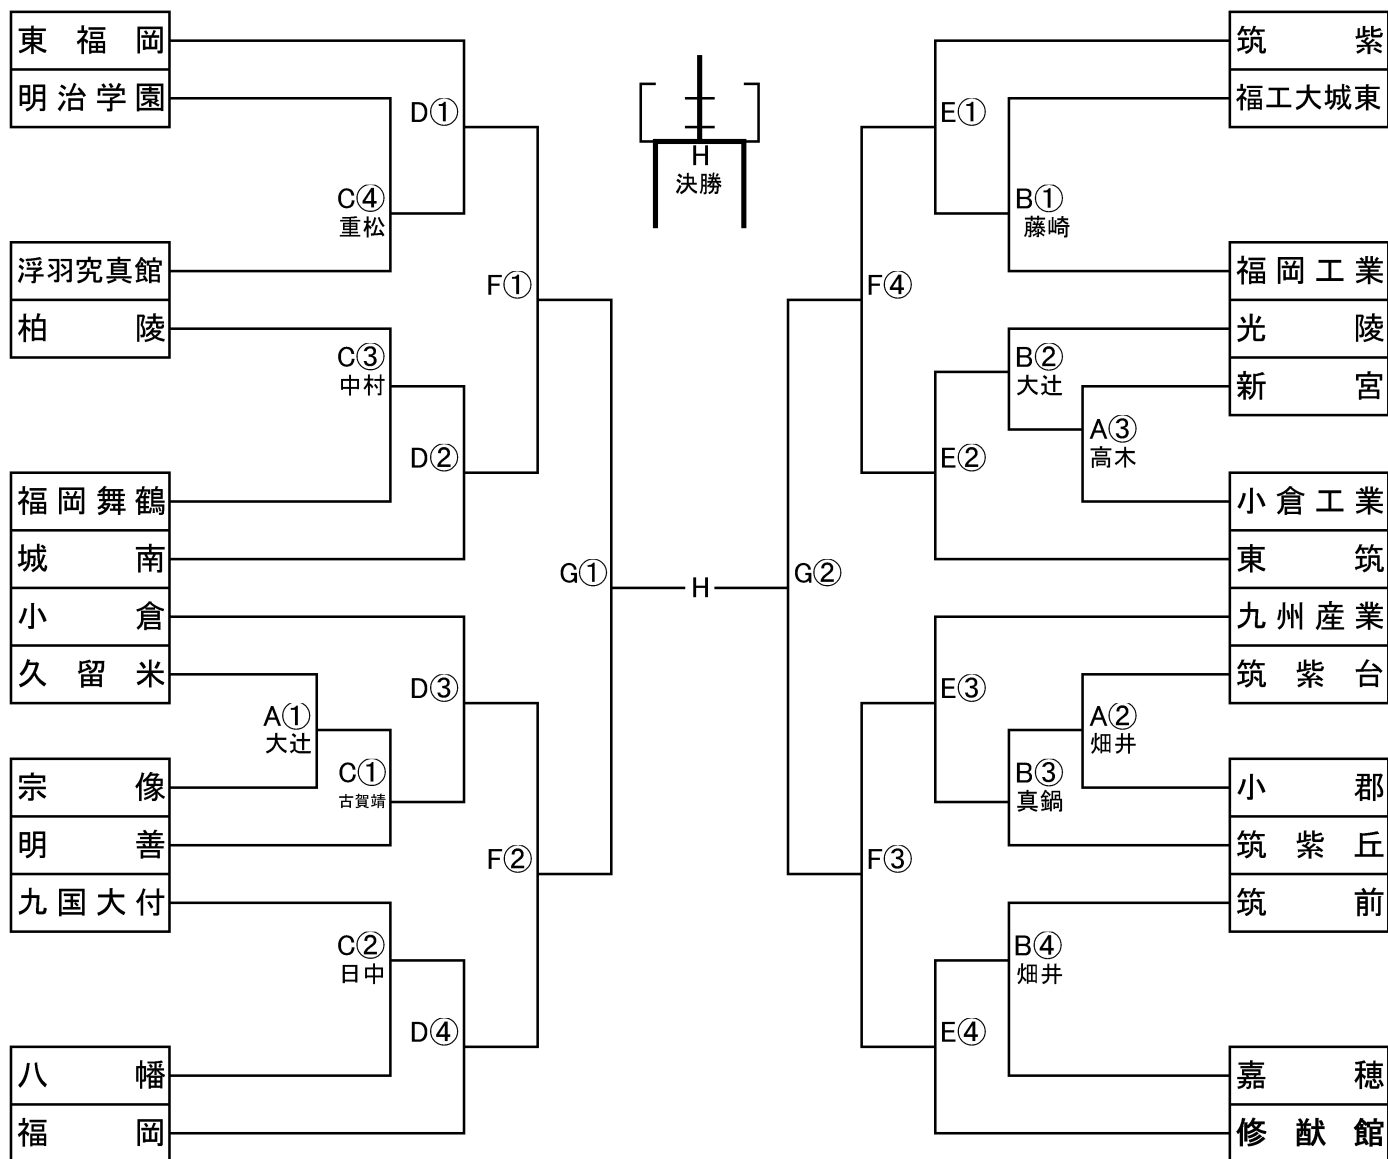 東福岡
明治学園
浮羽究真館
柏陵
福岡舞鶴
城南
小倉
久留米
宗像
明善
九国大付
八幡
福岡
D①
C④
重松
F①
C③
中村
D②
G①
D③
A①
大辻
C①
古賀靖
F②
C②
日中
D④
H
決勝
H
E①
B①
藤崎
F④
B②
大辻
A③
高木
E②
G②
E③
A②
畑井
B③
真鍋
F③
B④
畑井
E④
筑紫
福工大城東
福岡工業
光陵
新宮
小倉工業
東筑
九州産業
筑紫台
小郡
筑紫丘
筑前
嘉穂
修猷館